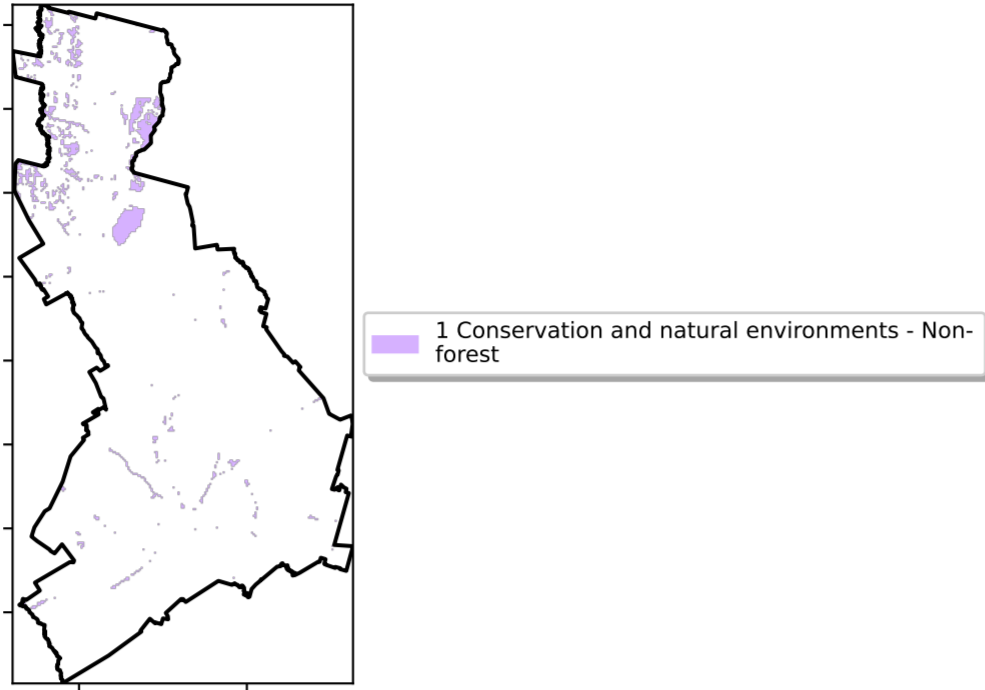 1 Conservation and natural environments - Non-
forest